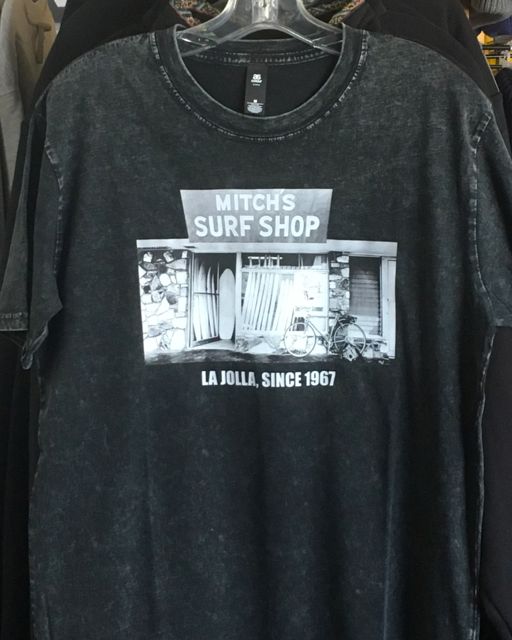 MITCH'S
SURF SHOP
LA JOLLA, SINCE 1967